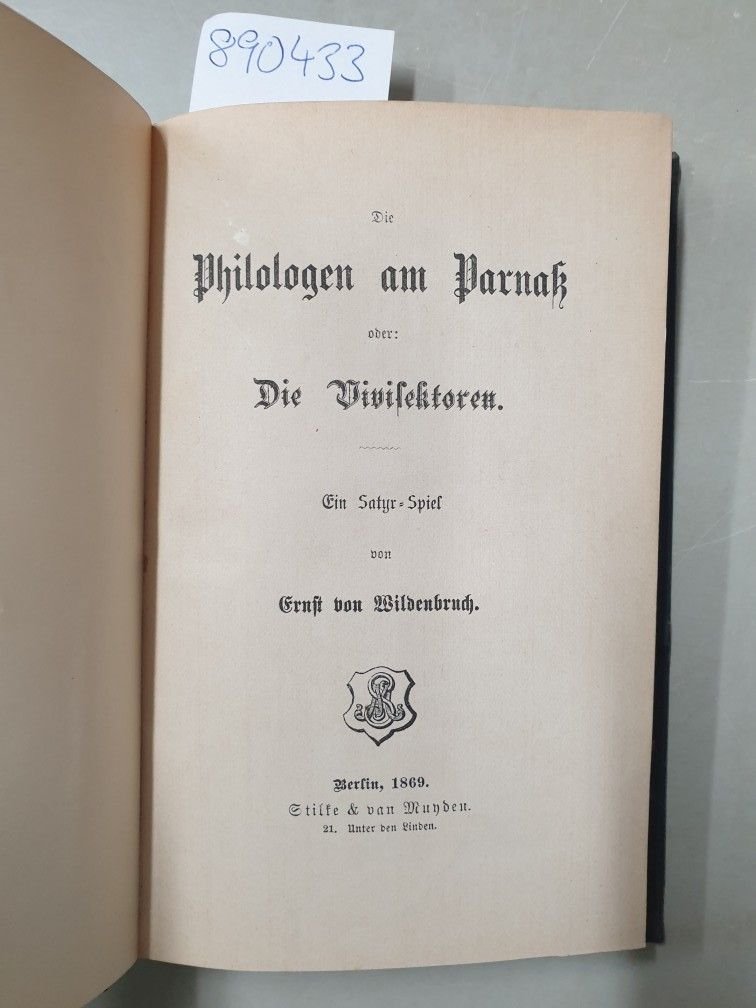 890433
Die
Philologen am Parnaß
oder:
Die Vivisektoren.
Ein Satyr-Spiel
von
Ernst von Wildenbruch.
Berlin, 1869.
Stilke & van Muyden.
21. Unter den Linden.